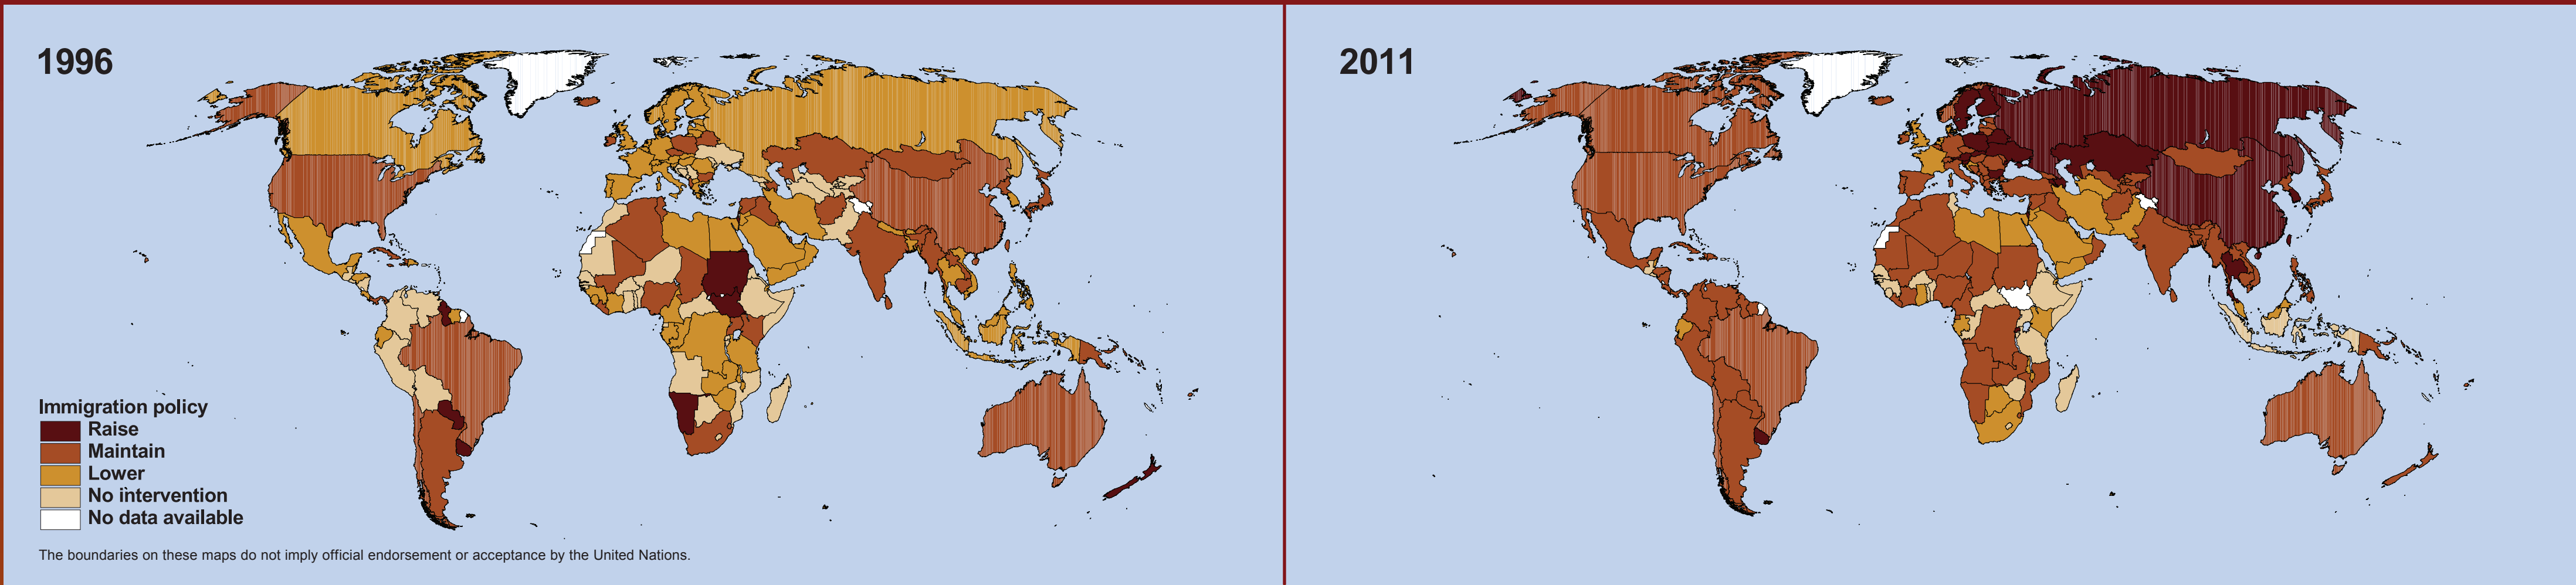 1996
2011
Immigration policy
Raise
Maintain
Lower
No intervention
No data available
The boundaries on these maps do not imply official endorsement or acceptance by the United Nations.